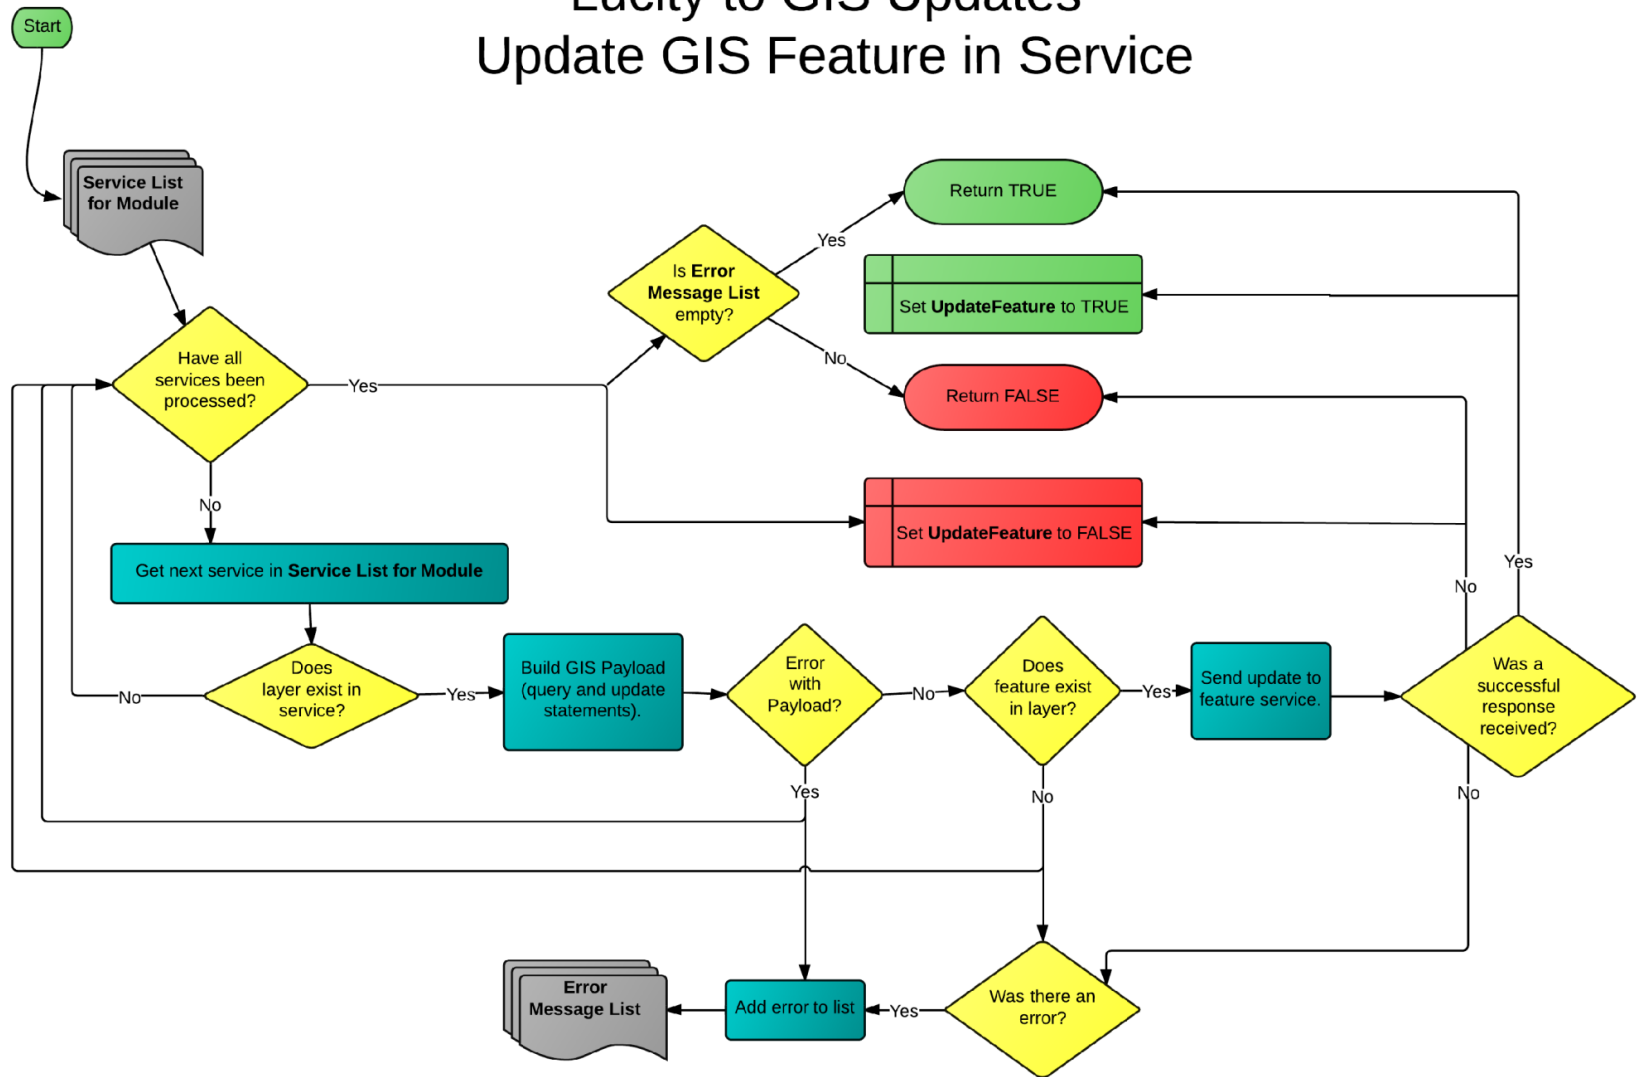 Lucity to GIS Updates
Update GIS Feature in Service
Start
Service List
for Module
Return TRUE
Yes
Is Error
Message List
empty?
Set UpdateFeature to TRUE
No
Have all
services been
processed?
Yes
Return FALSE
No
Set UpdateFeature to FALSE
Get next service in Service List for Module
Yes
No
Does
layer exist in
service?
No
Yes
Build GIS Payload
(query and update
statements).
Error
with
Payload?
No
Does
feature exist
in layer?
Yes
Send update to
feature service.
Was a
successful
response
received?
Yes
No
No
Error
Message List
Add error to list
Yes
Was there an
error?